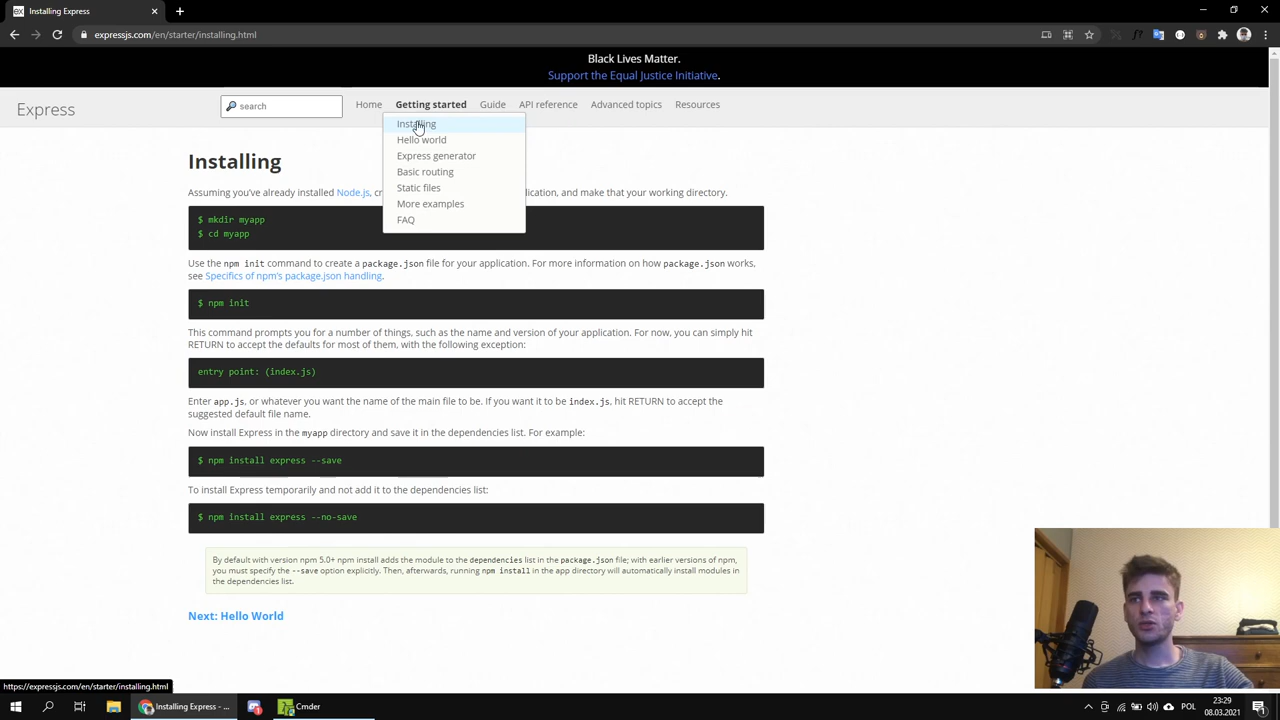 Installing Express
expressjs.com/en/starter/installing.html
Black Lives Matter.
Support the Equal Justice Initiative.
Express
search
Home
Getting started
Guide
API reference
Advanced topics
Resources
Installing
Hello world
Express generator
Basic routing
Static files
More examples
FAQ
Installing
Assuming you've already installed Node.js, lication, and make that your working directory.
$ mkdir myapp
$ cd myapp
Use the npm init command to create a package.json file for your application. For more information on how package.json works,
see Specifics of npm's package.json handling.
$ npm init
This command prompts you for a number of things, such as the name and version of your application. For now, you can simply hit
RETURN to accept the defaults for most of them, with the following exception:
entry point: (index.js)
Enter app.js, or whatever you want the name of the main file to be. If you want it to be index.js, hit RETURN to accept the
suggested default file name.
Now install Express in the myapp directory and save it in the dependencies list. For example:
$ npm install express --save
To install Express temporarily and not add it to the dependencies list:
$ npm install express --no-save
By default with version npm 5.0+ npm install adds the module to the dependencies list in the package.json file; with earlier versions of npm,
you must specify the --save option explicitly. Then, afterwards, running npm install in the app directory will automatically install modules in
the dependencies list.
Next: Hello World
https://expressjs.com/en/starter/installing.html
Installing Express - ...
Cmder
POL
23:29
08.03.2021